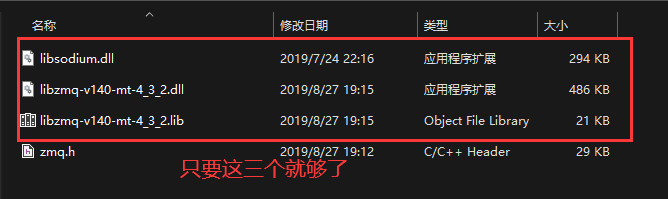 名称 修改日期 类型 大小
libsodium.dll 2019/7/24 22:16 应用程序扩展 294 KB
libzmq-v140-mt-4_3_2.dll 2019/8/27 19:15 应用程序扩展 486 KB
libzmq-v140-mt-4_3_2.lib 2019/8/27 19:15 Object File Library 21 KB
zmq.h 2019/8/27 19:12 C/C++ Header 29 KB
只要这三个就够了